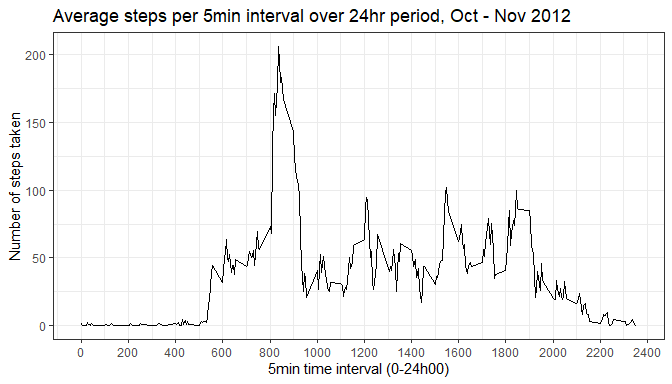 Average steps per 5min interval over 24hr period, Oct - Nov 2012
Number of steps taken
200
150
100
50
0
0 200 400 600 800 1000 1200 1400 1600 1800 2000 2200 2400
5min time interval (0-24h00)